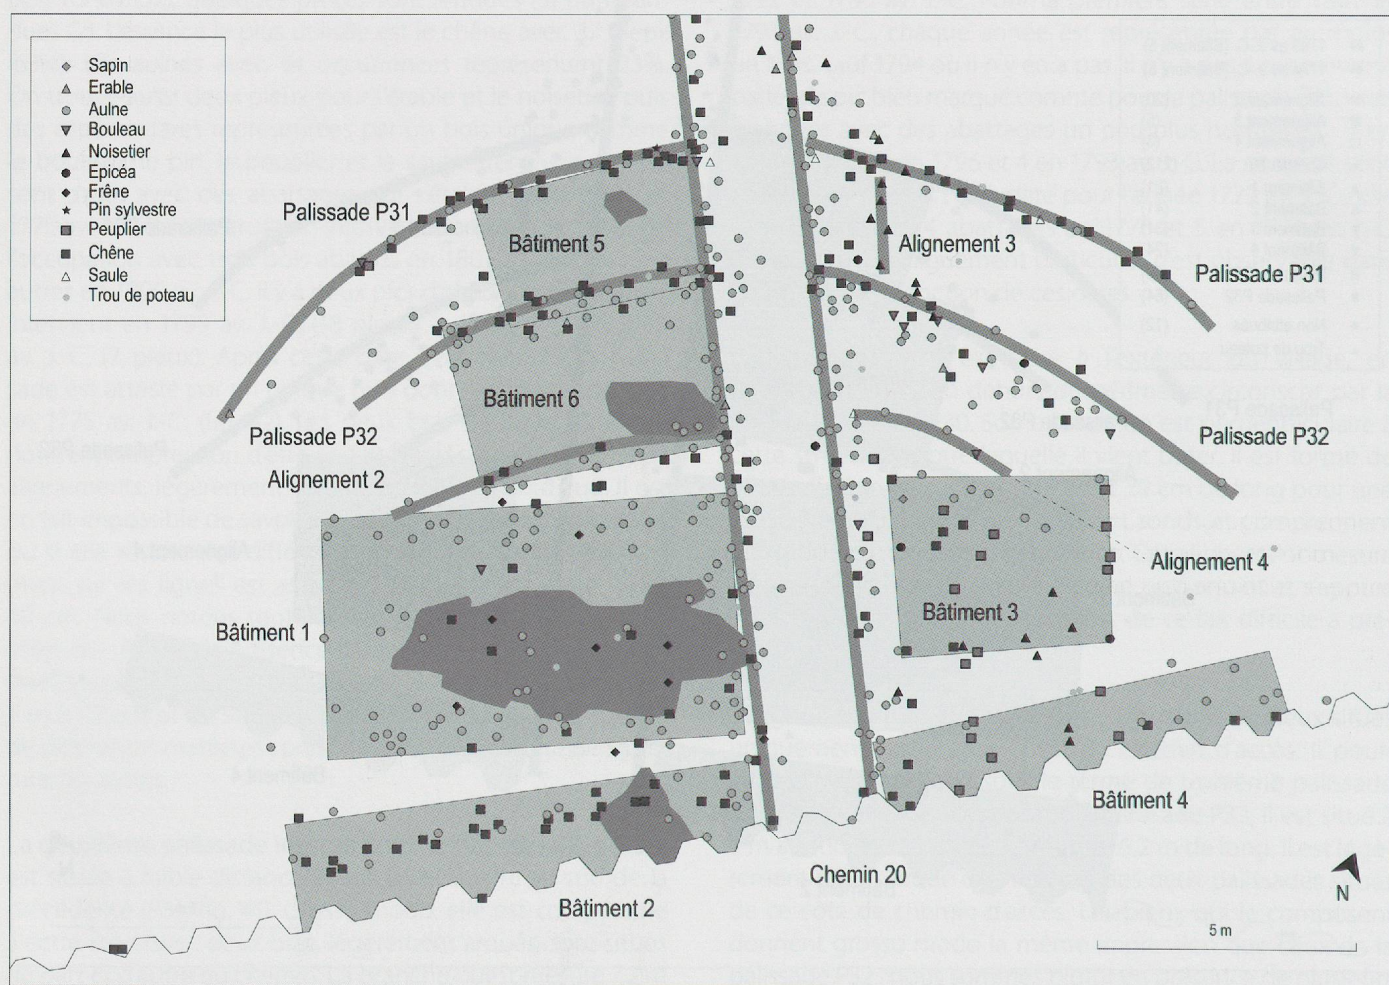 Sapin
Erable
Aulne
Bouleau
Noisetier
Epicéa
Frêne
Pin sylvestre
Peuplier
Chêne
Saule
Trou de poteau
Palissade P31
Bâtiment 5
Alignement 3
Palissade P31
Bâtiment 6
Palissade P32
Palissade P32
Alignement 2
Alignement 4
Bâtiment 3
Bâtiment 1
Bâtiment 4
Chemin 20
Bâtiment 2
N
5 m